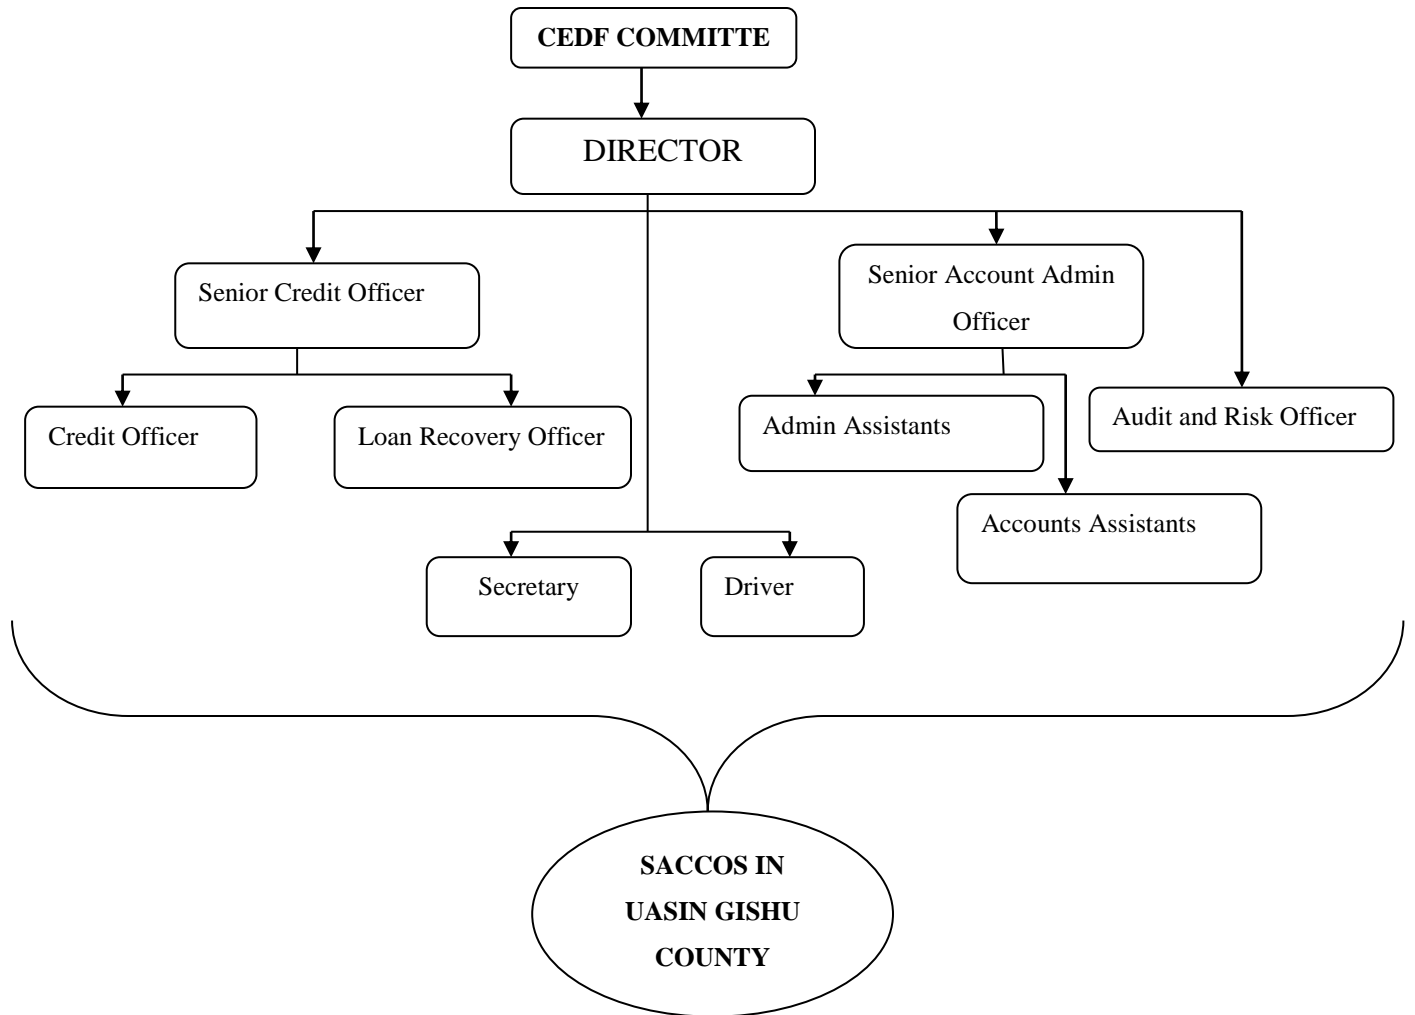 CEDF COMMITTE
DIRECTOR
Senior Credit Officer
Senior Account Admin
Officer
Credit Officer
Loan Recovery Officer
Admin Assistants
Audit and Risk Officer
Accounts Assistants
Secretary
Driver
SACCOS IN
UASIN GISHU
COUNTY